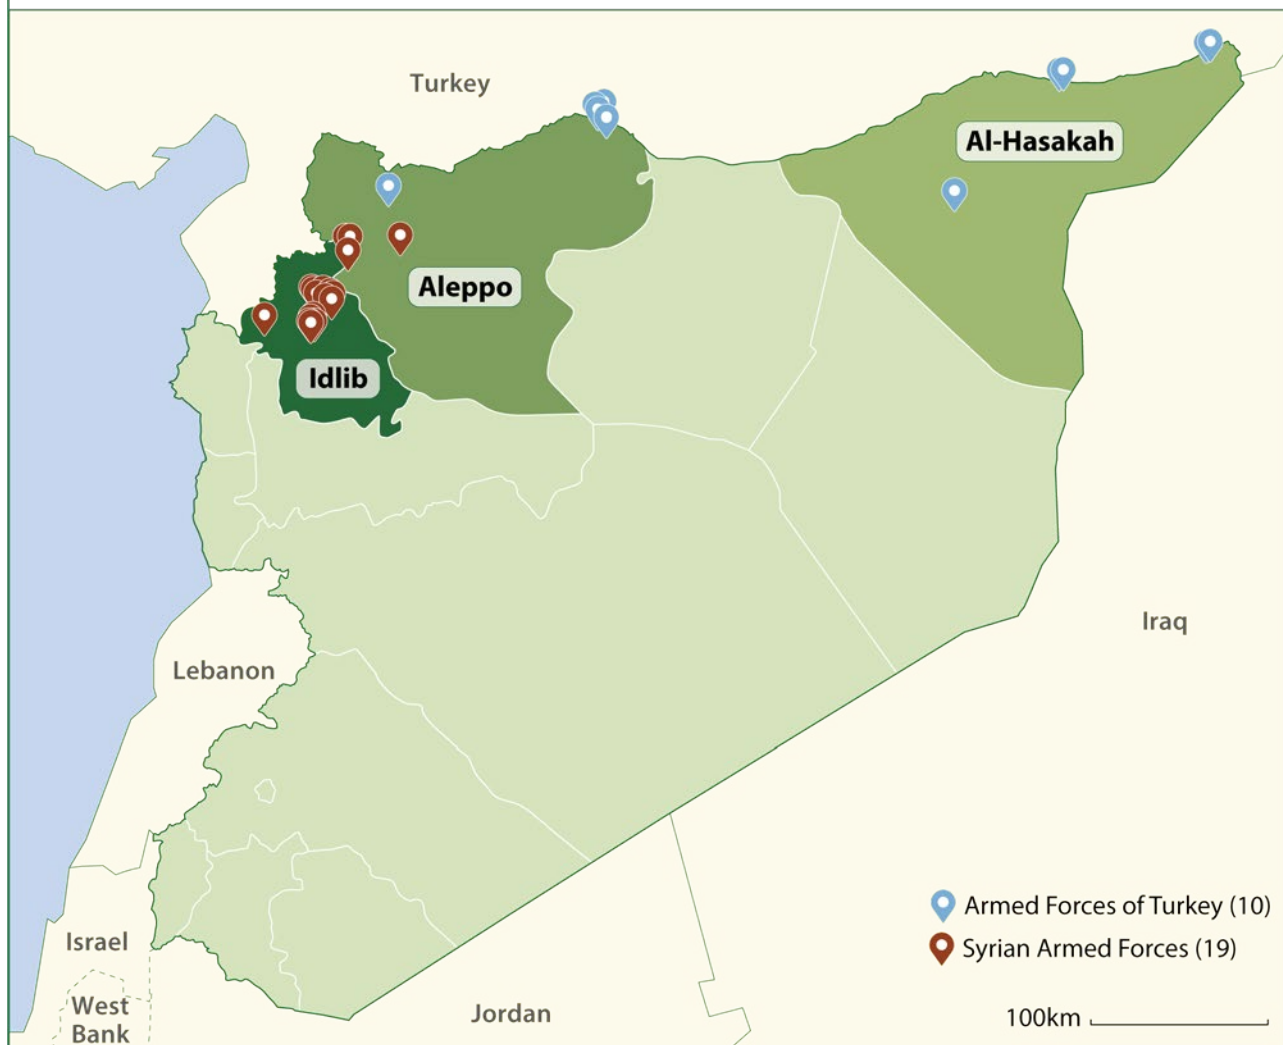 Turkey
Al-Hasakah
Aleppo
Idlib
Iraq
Lebanon
Armed Forces of Turkey (10)
Israel
Syrian Armed Forces (19)
West
Bank
Jordan
100km